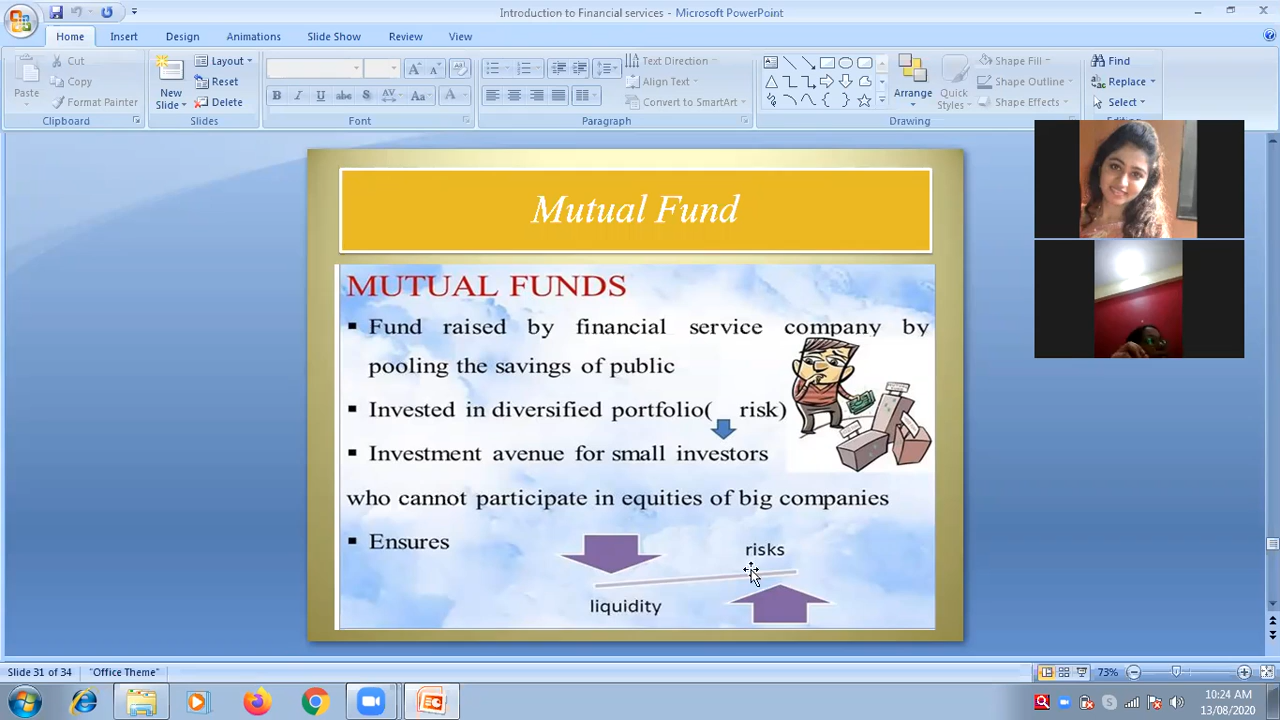 Introduction to Financial services - Microsoft PowerPoint
Home Insert Design Animations Slide Show Review View
Cut
Copy
Format Painter
Paste
Clipboard
New Slide
Layout
Reset
Delete
Slides
B I U abc S AV Aa A
Font
Text Direction
Align Text
Convert to SmartArt
Paragraph
Arrange
Quick Styles
Shape Fill
Shape Outline
Shape Effects
Drawing
Find
Replace
Select
Mutual Fund
MUTUAL FUNDS
▪ Fund raised by financial service company by
pooling the savings of public
▪ Invested in diversified portfolio( risk)
▪ Investment avenue for small investors
who cannot participate in equities of big companies
▪ Ensures
risks
liquidity
Slide 31 of 34 "Office Theme" 73%
10:24 AM
13/08/2020